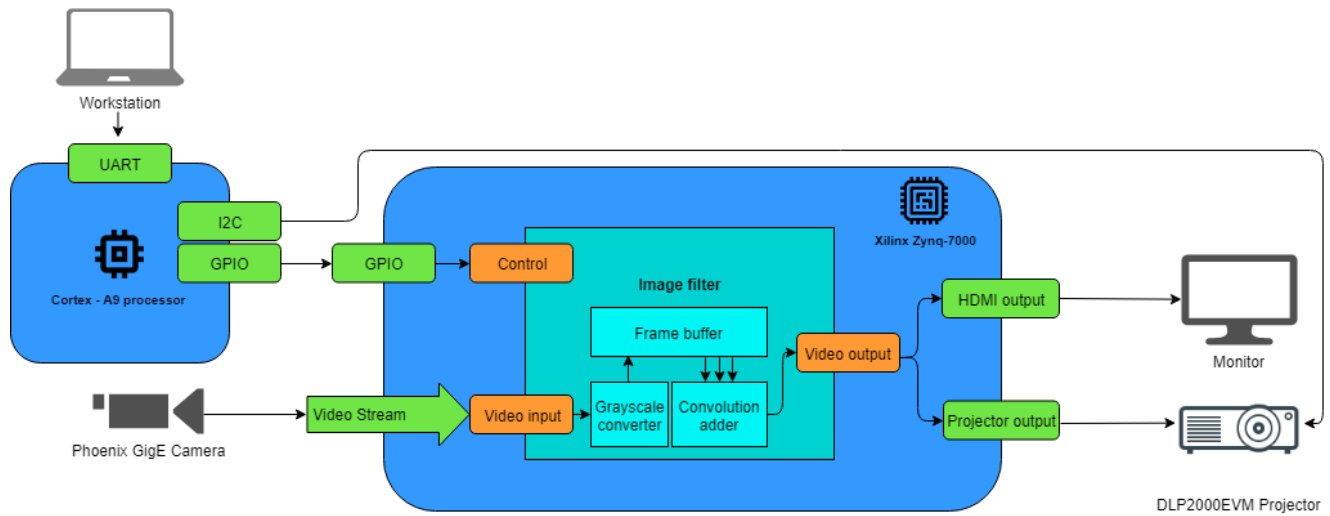 Workstation
UART
I2C
GPIO
Cortex - A9 processor
GPIO
Control
Xilinx Zynq-7000
Image filter
Frame buffer
Grayscale
converter
Convolution
adder
Video output
HDMI output
Monitor
Phoenix GigE Camera
Video Stream
Video input
Projector output
DLP2000EVM Projector